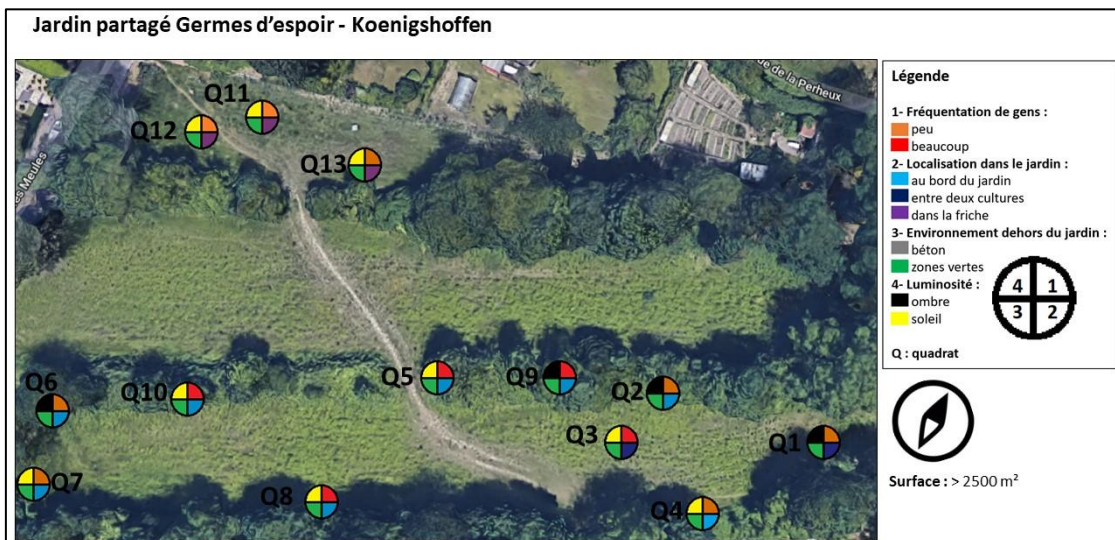 Jardin partagé Germes d'espoir - Koenigshoffen
Q11
Q12
Q13
ue de la Perheux
es Meules
Q6
Q10
Q5
Q9
Q2
Q3
Q1
Q7
Q8
Q4
Légende
1- Fréquentation de gens :
peu
beaucoup
2- Localisation dans le jardin :
au bord du jardin
entre deux cultures
dans la friche
3- Environnement dehors du jardin :
béton
zones vertes
4- Luminosité :
ombre
soleil
4 1
3 2
Q : quadrat
Surface : > 2500 m²